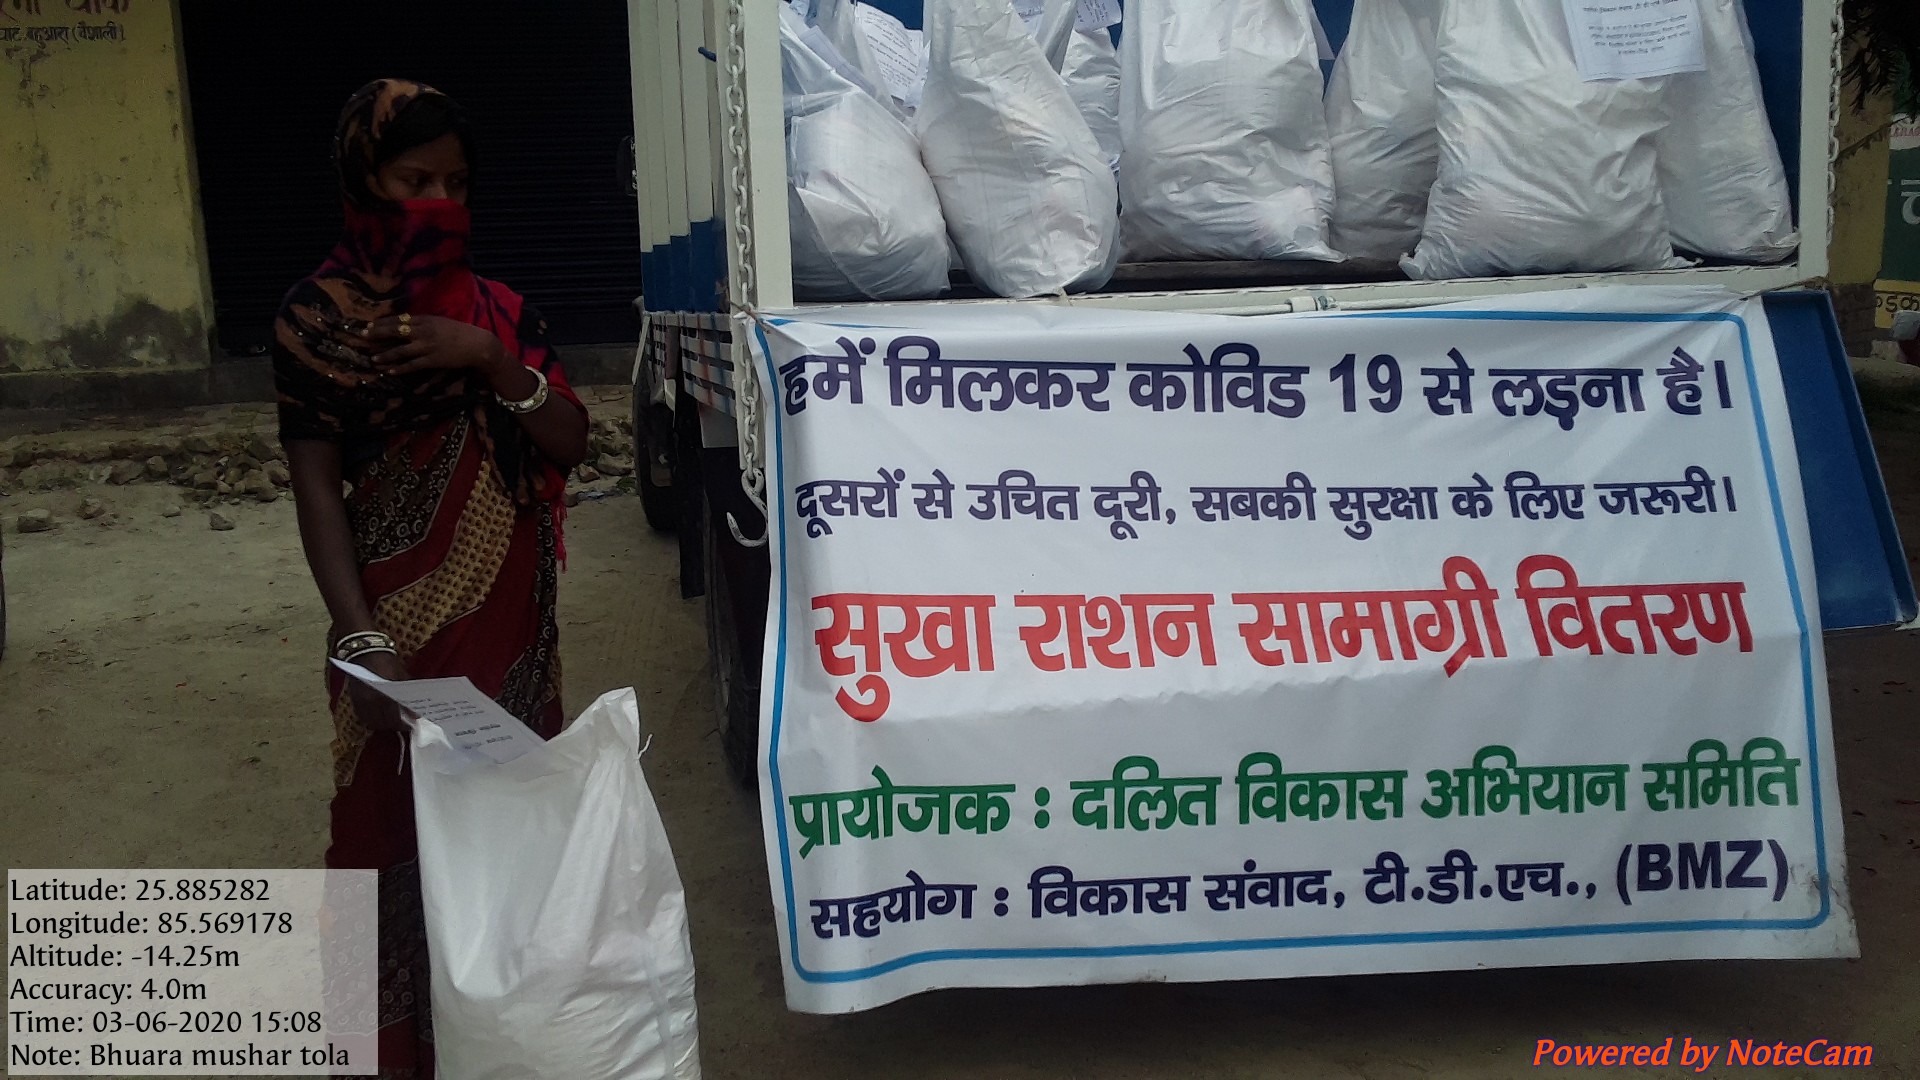 घाट बहुआरा (वैशाली)
हमें मिलकर कोविड 19 से लड़ना है।
दूसरों से उचित दूरी, सबकी सुरक्षा के लिए जरूरी।
सुखा राशन सामाग्री वितरण
प्रायोजक : दलित विकास अभियान समिति
सहयोग : विकास संवाद, टी.डी.एच., (BMZ)
Latitude: 25.885282
Longitude: 85.569178
Altitude: -14.25m
Accuracy: 4.0m
Time: 03-06-2020 15:08
Note: Bhuara mushar tola
Powered by NoteCam